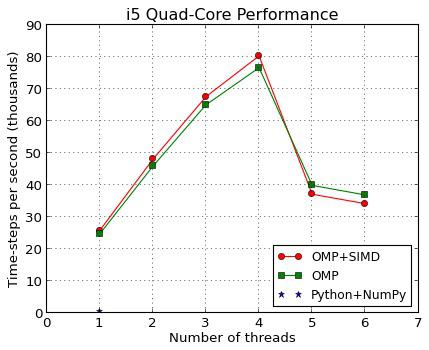 i5 Quad-Core Performance
Time-steps per second (thousands)
90
80
70
60
50
40
30
20
10
0
0 1 2 3 4 5 6 7
Number of threads
OMP+SIMD
OMP
Python+NumPy